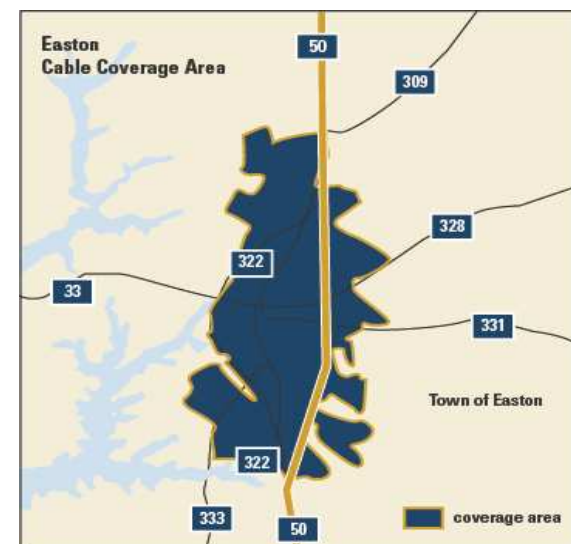 Easton
Cable Coverage Area
50
309
328
322
33
331
Town of Easton
322
333
50
coverage area